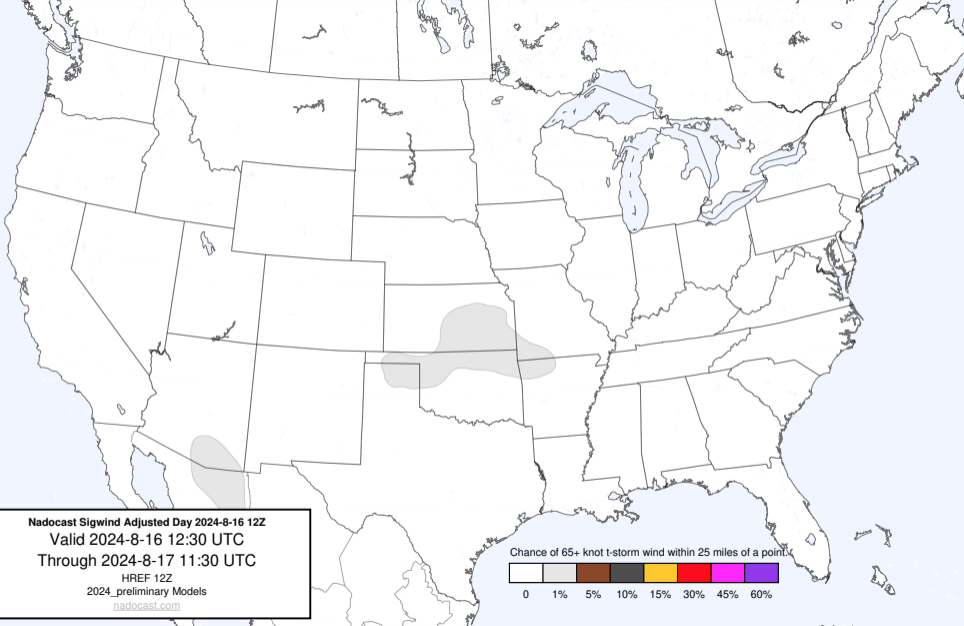 Nadocast Sigwind Adjusted Day 2024-8-16 12Z
Valid 2024-8-16 12:30 UTC
Through 2024-8-17 11:30 UTC
HREF 12Z
2024_preliminary Models
nadocast.com
Chance of 65+ knot t-storm wind within 25 miles of a point.
0 1% 5% 10% 15% 30% 45% 60%